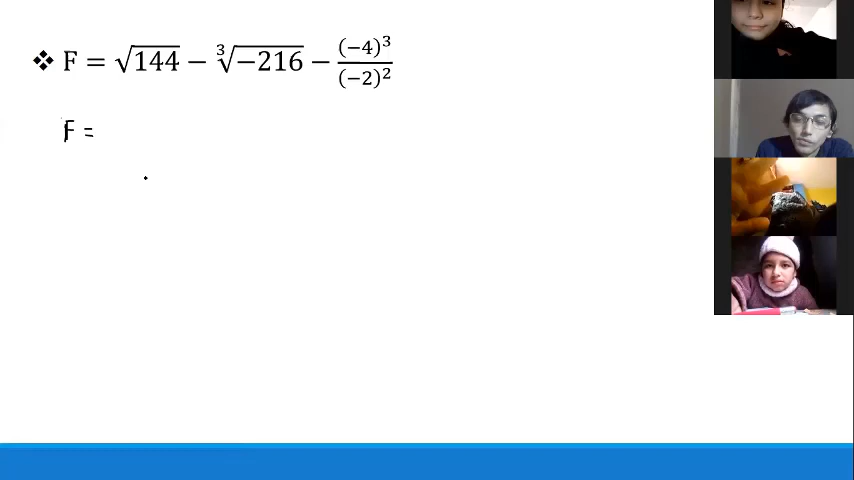 ❖ F = √144 − ∛−216 − (−4)³/(−2)²
F =